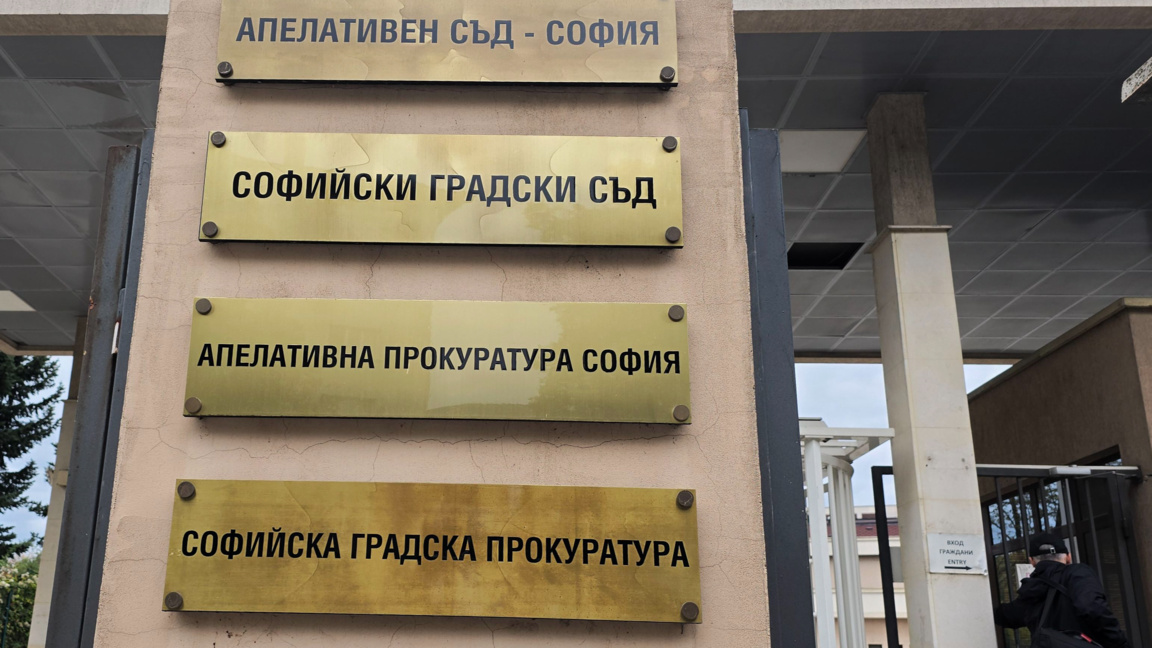 АПЕЛАТИВЕН СЪД - СОФИЯ
СОФИЙСКИ ГРАДСКИ СЪД
АПЕЛАТИВНА ПРОКУРАТУРА СОФИЯ
СОФИЙСКА ГРАДСКА ПРОКУРАТУРА
ВХОД
ГРАЖДАНИ
ENTRY